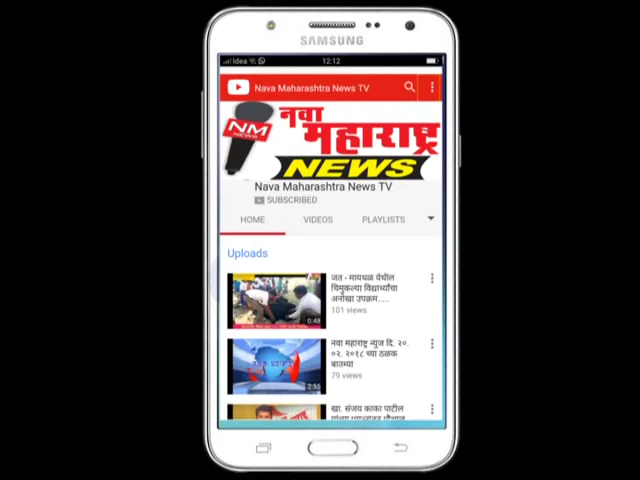 SAMSUNG
Idea
12:12
Nava Maharashtra News TV
नवा
NM
NEWS
महाराष्ट्र
NEWS
Nava Maharashtra News TV
SUBSCRIBED
HOME VIDEOS PLAYLISTS
Uploads
जत - मायथळ येथील
चिमुकल्या विद्यार्थ्यांचा
अनोखा उपक्रम.....
101 views
0:48
नवा महाराष्ट्र न्युज दि. २०.
०२. २०१८ च्या ठळक
बातम्या
79 views
2:55
खा. संजय काका पाटील